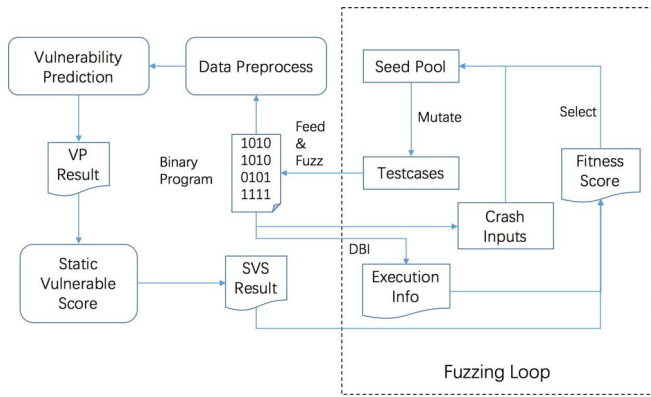 Vulnerability
Prediction
Data Preprocess
Seed Pool
Mutate
Select
Feed
&
Fuzz
1010
1010
0101
1111
Binary
Program
VP
Result
Testcases
Fitness
Score
Crash
Inputs
DBI
Static
Vulnerable
Score
SVS
Result
Execution
Info
Fuzzing Loop